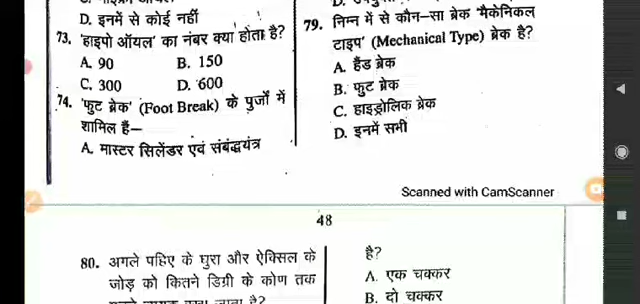 D. इनमें से कोई नहीं
73. 'हाइपो ऑयल' का नंबर क्या होता है?
A. 90 B. 150
C. 300 D. 600
74. 'फुट ब्रेक' (Foot Break) के पुर्जों में
शामिल हैं—
A. मास्टर सिलेंडर एवं संबंद्धयंत्र
79. निम्न में से कौन-सा ब्रेक 'मैकेनिकल
टाइप' (Mechanical Type) ब्रेक है?
A. हैंड ब्रेक
B. फुट ब्रेक
C. हाइड्रोलिक ब्रेक
D. इनमें सभी
Scanned with CamScanner
48
80. अगले पहिए के घुरा और ऐक्सिल के
जोड़ को कितने डिग्री के कोण तक
है?
A. एक चक्कर
B. दो चक्कर